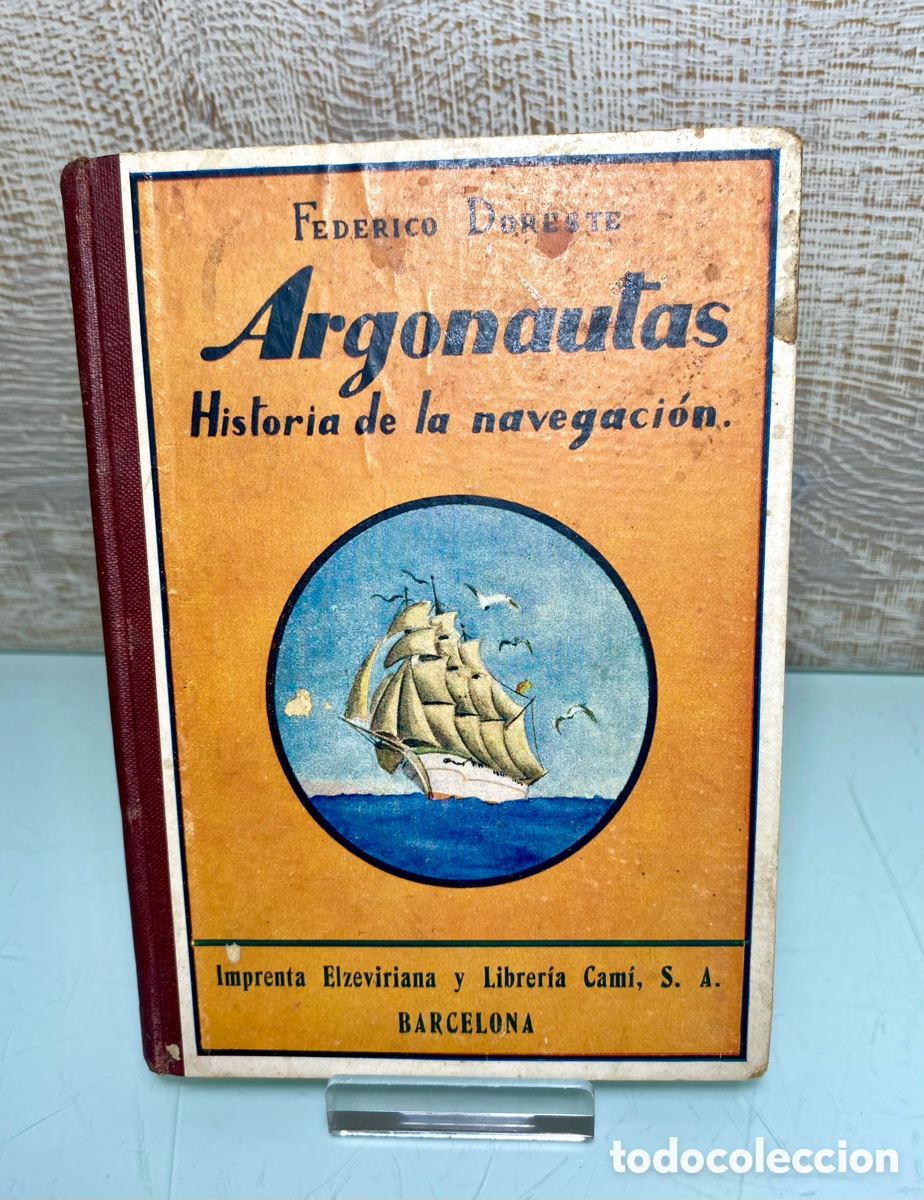 Federico Doreste
Argonautas
Historia de la navegación.
Imprenta Elzeviriana y Librería Camí, S. A.
BARCELONA
todocoleccion